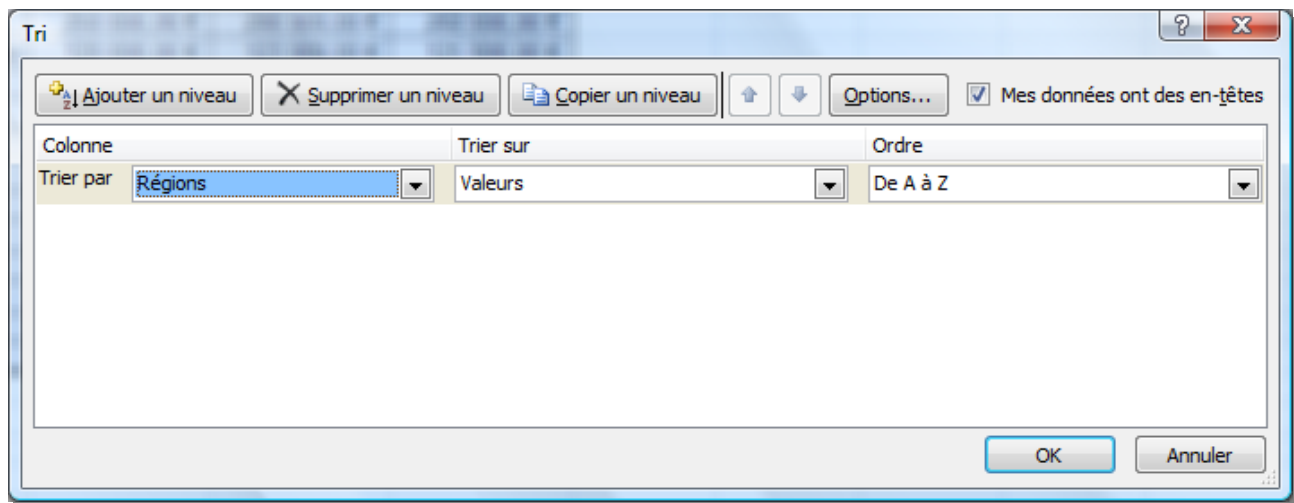 Tri
Ajouter un niveau Supprimer un niveau Copier un niveau Options... Mes données ont des en-têtes
Colonne Trier sur Ordre
Trier par Régions Valeurs De A à Z
OK Annuler